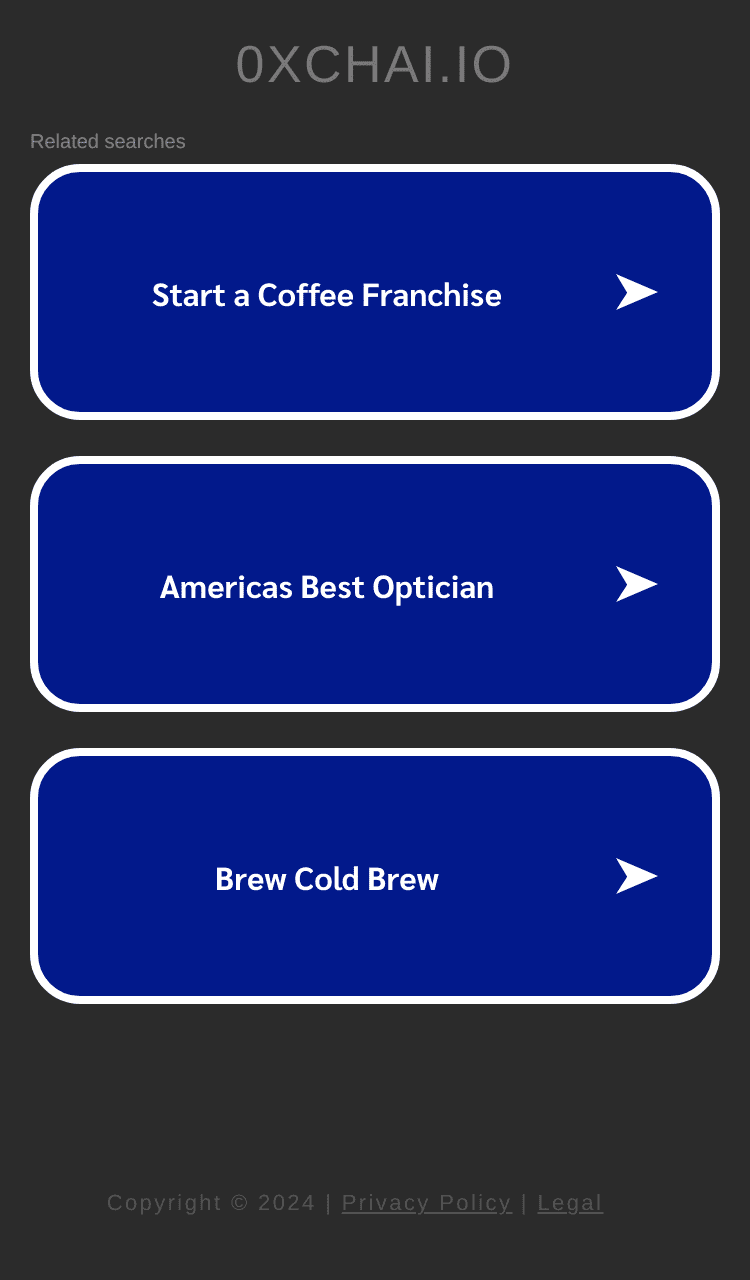 0XCHAI.IO
Related searches
Start a Coffee Franchise
Americas Best Optician
Brew Cold Brew
Copyright © 2024 | Privacy Policy | Legal